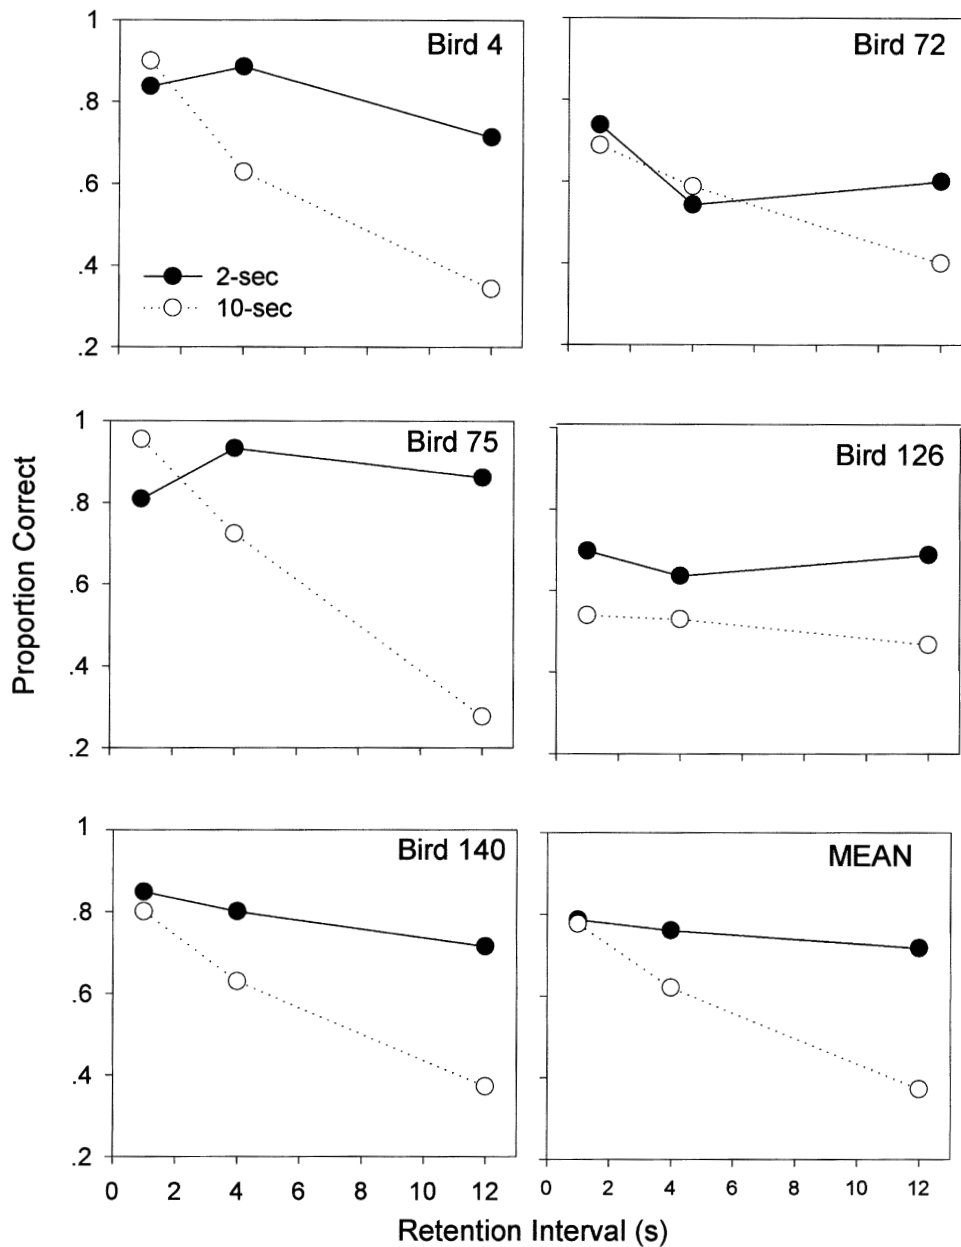 1
Bird 4
Bird 72
.8
.6
.4
2-sec
10-sec
.2
1
Bird 75
Bird 126
.8
Proportion Correct
.6
.4
.2
1
Bird 140
MEAN
.8
.6
.4
.2
0 2 4 6 8 10 12
0 2 4 6 8 10 12
Retention Interval (s)